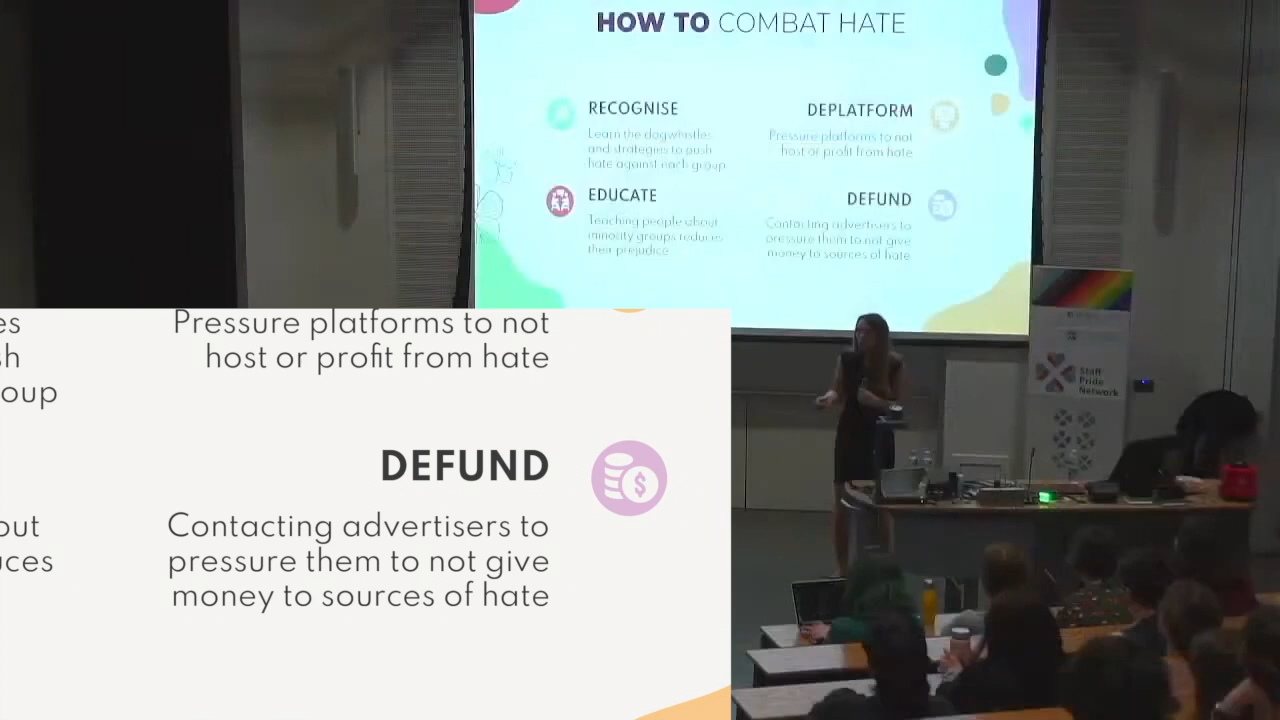 HOW TO COMBAT HATE
RECOGNISE
Learn the dogwhistles
and strategies to push
hate against each group
EDUCATE
Teaching people about
minority groups reduces
their prejudice
DEPLATFORM
Pressure platforms to not
host or profit from hate
DEFUND
Contacting advertisers to
pressure them to not give
money to sources of hate
Staff
Pride
Network
es
sh
oup
out
uces
Pressure platforms to not
host or profit from hate
DEFUND
Contacting advertisers to
pressure them to not give
money to sources of hate